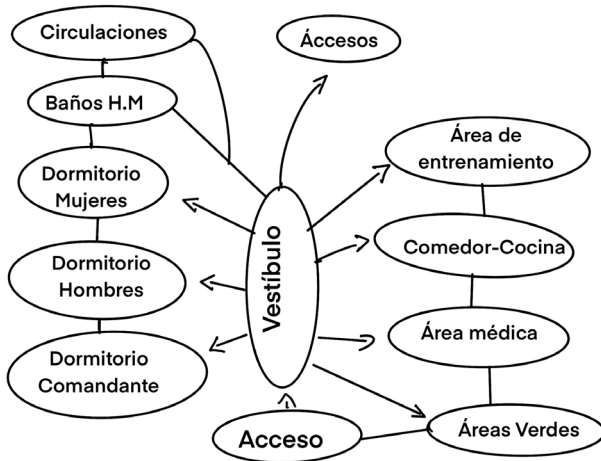 Circulaciones
Áccesos
Baños H.M
Dormitorio
Mujeres
Dormitorio
Hombres
Dormitorio
Comandante
Vestíbulo
Área de
entrenamiento
Comedor-Cocina
Área médica
Áreas Verdes
Acceso